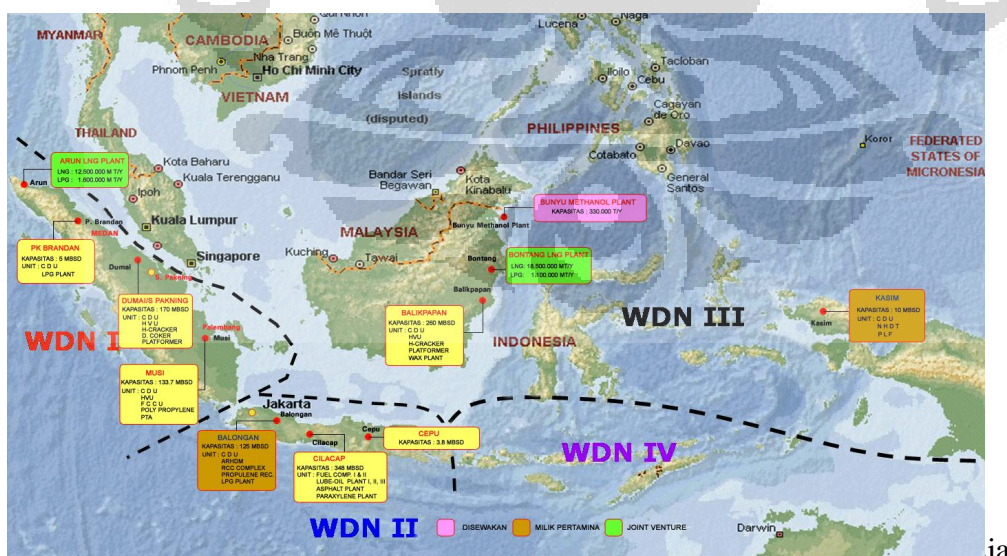 Qui Nhon
Lucena
Naga
MYANMAR
CAMBODIA
Buôn Mê Thuột
Nha Trang
Phnom Penh
Ho Chi Minh City
VIETNAM
Spratly
Islands
(disputed)
Tacloban
Iloilo
Cebu
Cagayan
de Oro
PHILIPPINES
THAILAND
Cotabato
Davao
General
Santos
Koror
FEDERATED
STATES OF
MICRONESIA
ARUN LNG PLANT
LNG : 12.500.000 M T/Y
LPG : 1.600.000 M T/Y
Arun
Kota Baharu
Kuala Terengganu
Ipoh
Kuala Lumpur
Bandar Seri
Begawan
Kota
Kinabalu
BUNYU METHANOL PLANT
KAPASITAS : 330.000 T/Y
Bunyu Methanol Plant
P. Brandan
MEDAN
MALAYSIA
Singapore
Kuching
Tawai
PK BRANDAN
KAPASITAS : 5 MBSD
UNIT : C D U
LPG PLANT
Dumai
S. Pakning
Bontang
BONTANG LNG PLANT
LNG: 18.500.000 MT/Y
LPG: 1.100.000 MT/Y
Balikpapan
DUMAI/S PAKNING
KAPASITAS : 170 MBSD
UNIT : C D U
H V U
H-CRACKER
D. COKER
PLATFORMER
BALIKPAPAN
KAPASITAS : 260 MBSD
UNIT : C D U
HVU
H-CRACKER
PLATFORMER
WAX PLANT
INDONESIA
WDN III
Kasim
KASIM
KAPASITAS : 10 MBSD
UNIT : C D U
N H D T
P L F
WDN I
Palembang
Musi
MUSI
KAPASITAS : 133.7 MBSD
UNIT : C D U
HVU
F C C U
POLY PROPYLENE
PTA
Jakarta
Balongan
Cilacap
Cepu
CEPU
KAPASITAS : 3.8 MBSD
BALONGAN
KAPASITAS : 125 MBSD
UNIT : C D U
ARHDM
RCC COMPLEX
PROPULENE REC.
LPG PLANT
CILACAP
KAPASITAS : 348 MBSD
UNIT : FUEL COMP. I & II
LUBE-OIL PLANT I, II, III
ASPHALT PLANT
PARAXYLENE PLANT
WDN IV
WDN II
DISEWAKAN
MILIK PERTAMINA
JOINT VENTURE
Darwin
ia